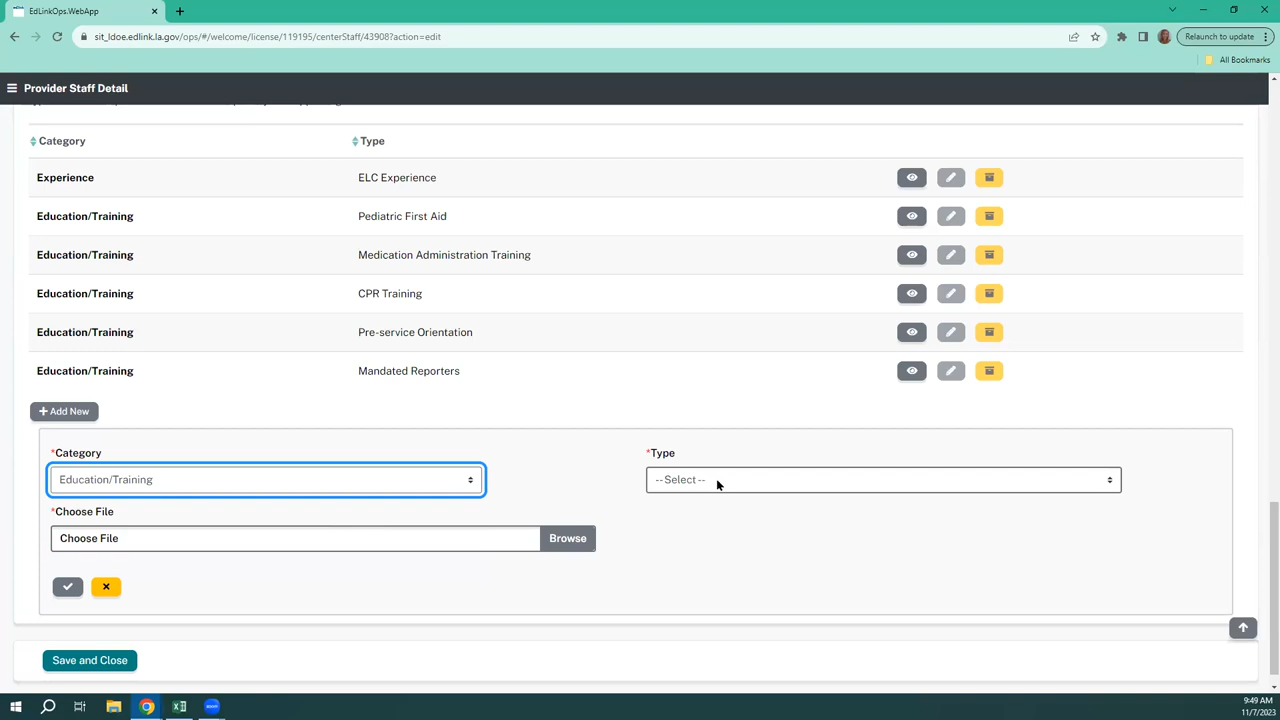 EdLinkOps.WebApp
sit_ldoe.edlink.la.gov/ops/#/welcome/license/119195/centerStaff/43908?action=edit
Relaunch to update
All Bookmarks
Provider Staff Detail
Category Type
Experience ELC Experience
Education/Training Pediatric First Aid
Education/Training Medication Administration Training
Education/Training CPR Training
Education/Training Pre-service Orientation
Education/Training Mandated Reporters
+ Add New
*Category *Type
Education/Training -- Select --
*Choose File
Choose File Browse
Save and Close
zoom
9:49 AM
11/7/2023